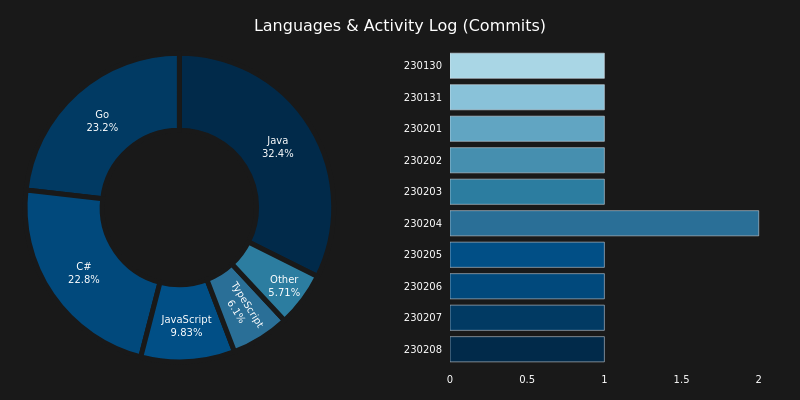 Languages & Activity Log (Commits)
Java
32.4%
Go
23.2%
C#
22.8%
JavaScript
9.83%
TypeScript
6.1%
Other
5.71%
230130
230131
230201
230202
230203
230204
230205
230206
230207
230208
0 0.5 1 1.5 2